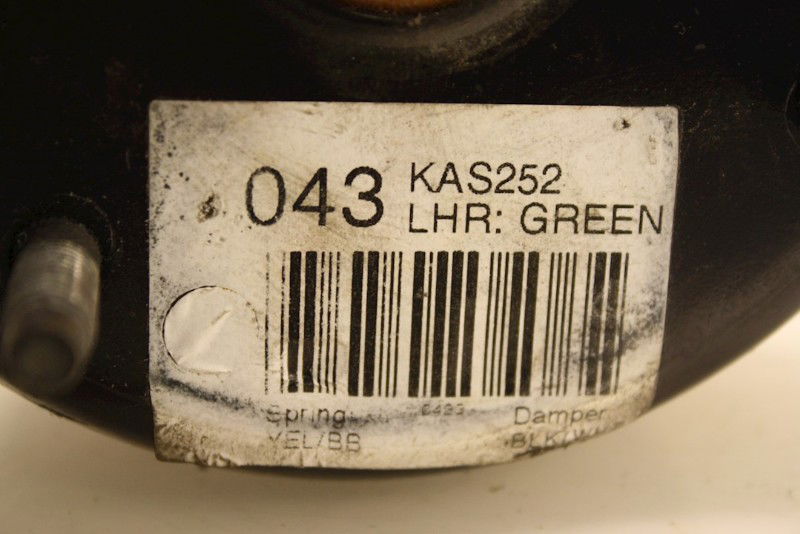 043 KAS252
LHR: GREEN
Spring Damper
YEL/BB